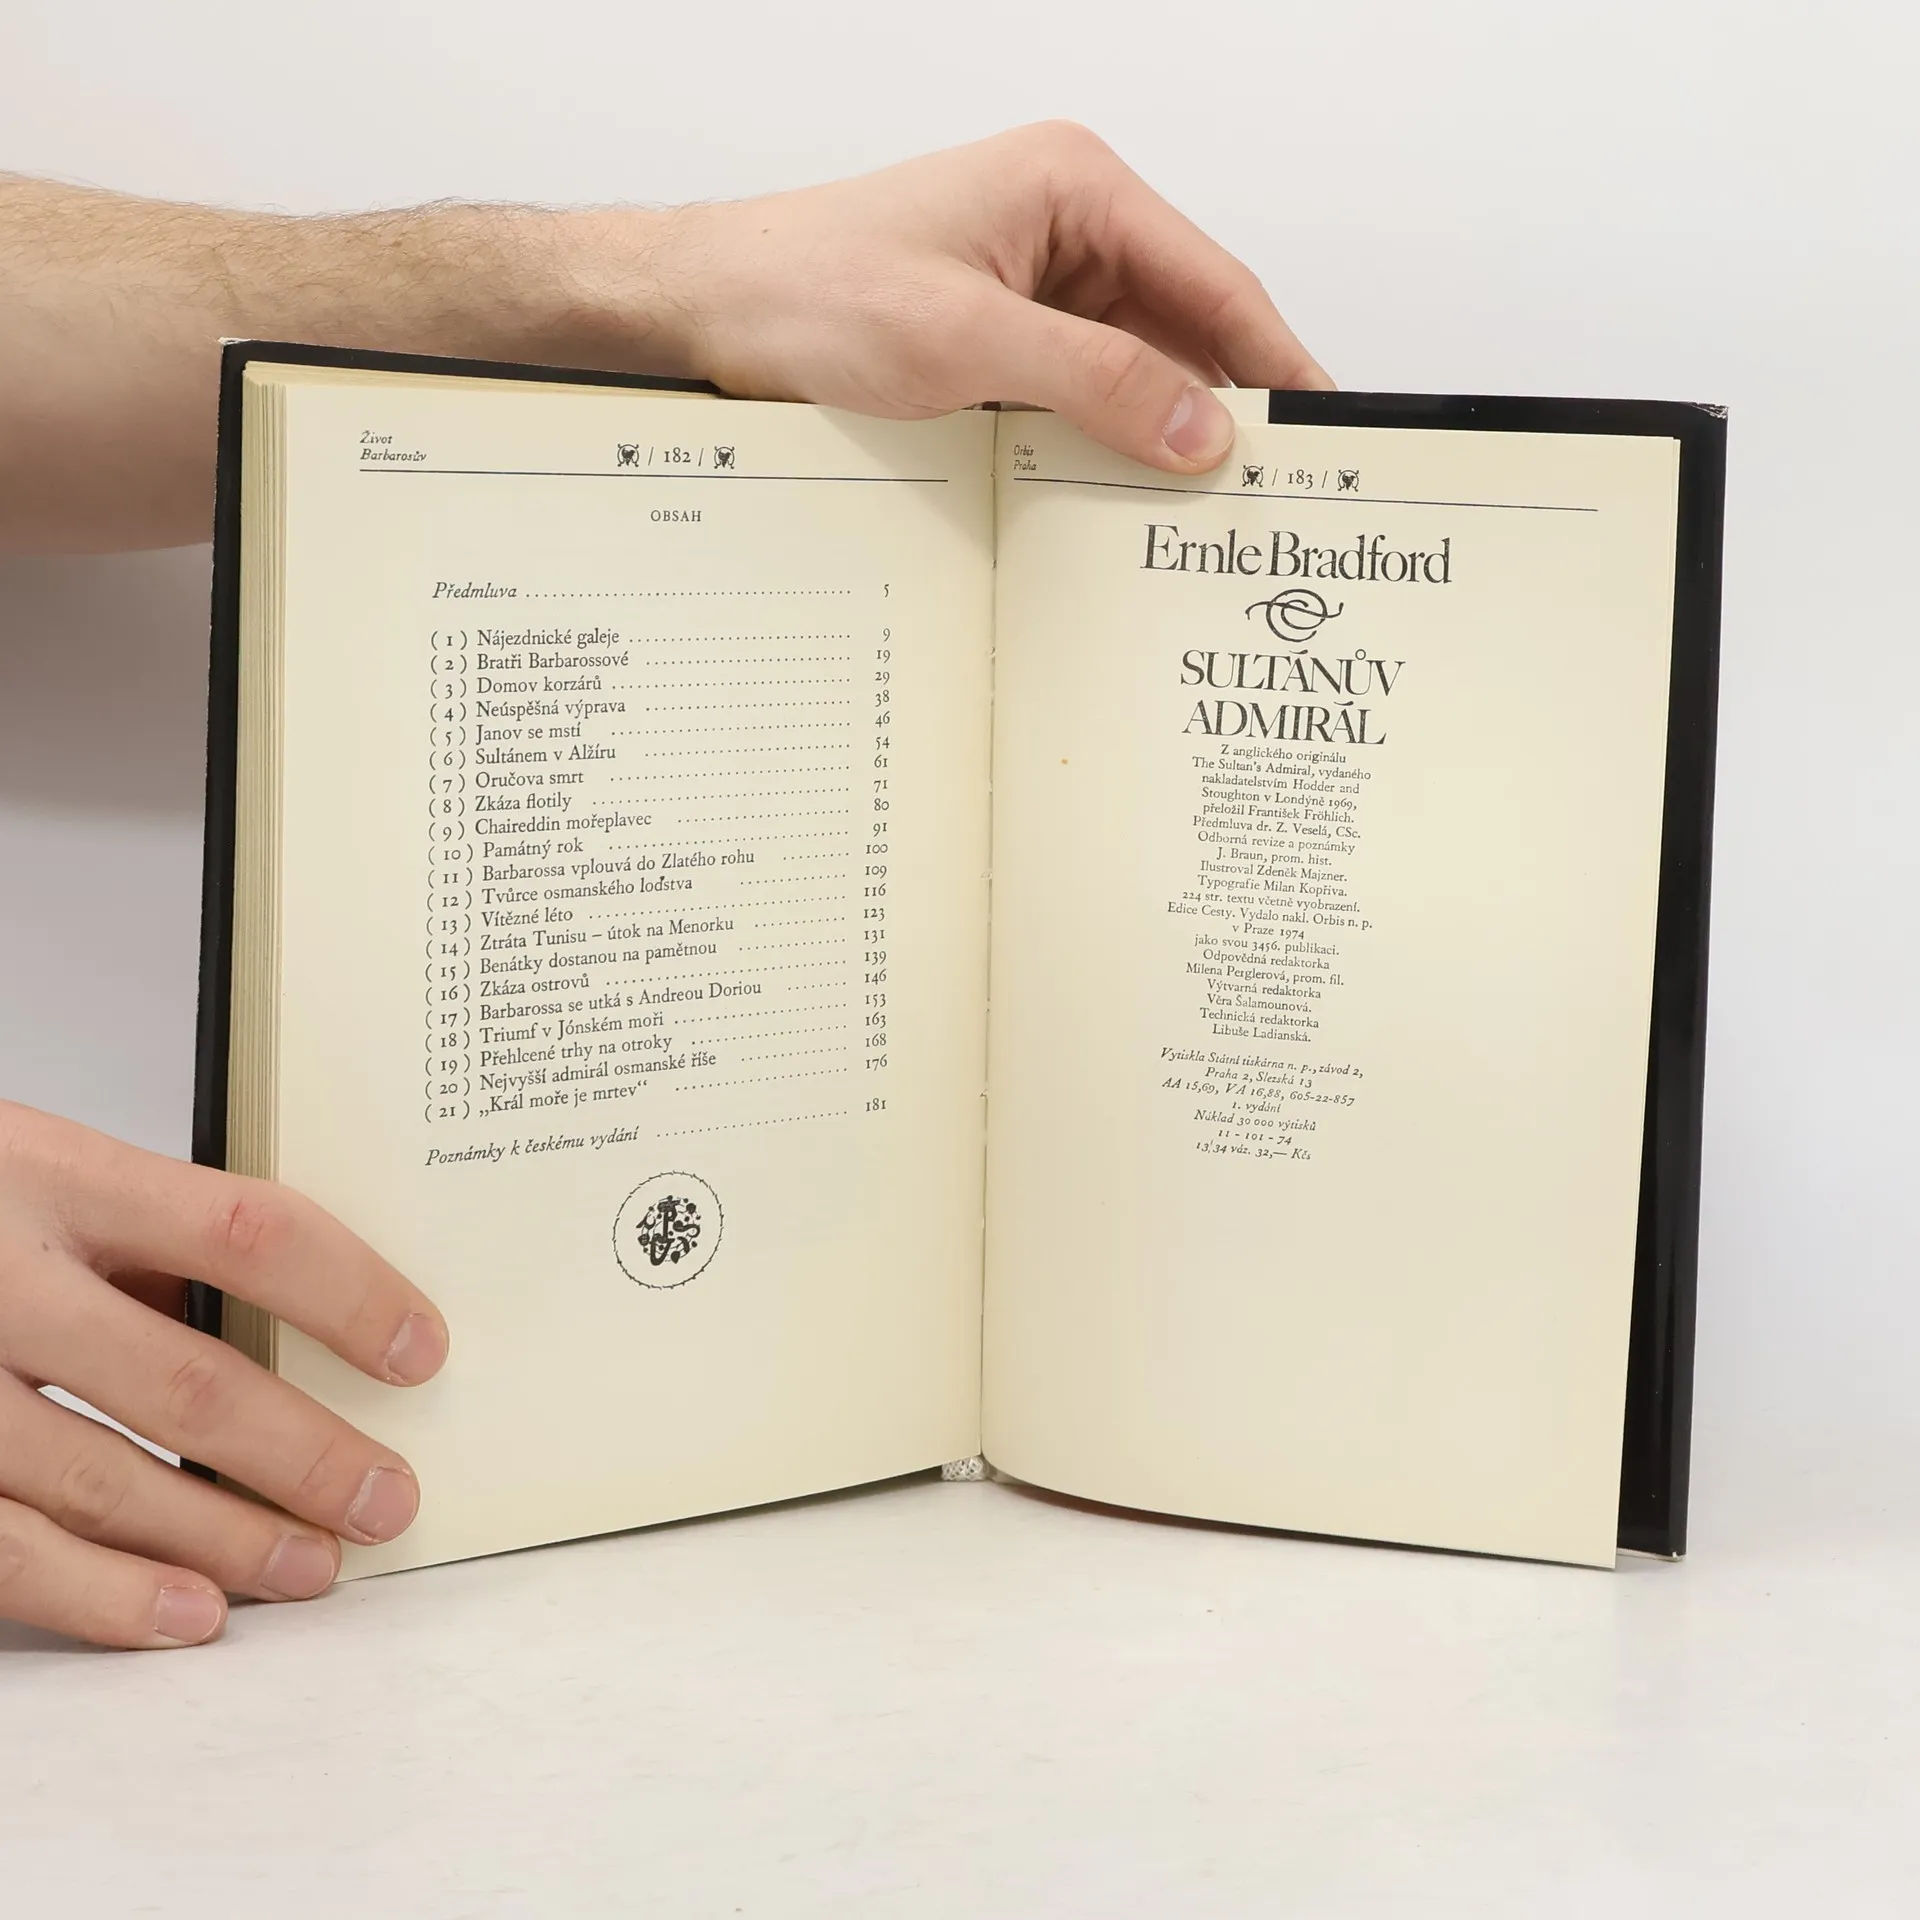 Život
Barbarosův
/ 182 /
OBSAH
Předmluva ........ 5
( 1 ) Nájezdnické galeje ........ 9
( 2 ) Bratři Barbarossové ........ 19
( 3 ) Domov korzárů ........ 29
( 4 ) Neúspěšná výprava ........ 38
( 5 ) Janov se mstí ........ 46
( 6 ) Sultánem v Alžíru ........ 54
( 7 ) Oručova smrt ........ 61
( 8 ) Zkáza flotily ........ 71
( 9 ) Chaireddin mořeplavec ........ 80
( 10 ) Památný rok ........ 91
( 11 ) Barbarossa vplouvá do Zlatého rohu ........ 100
( 12 ) Tvůrce osmanského loďstva ........ 109
( 13 ) Vítězné léto ........ 116
( 14 ) Ztráta Tunisu – útok na Menorku ........ 123
( 15 ) Benátky dostanou na pamětnou ........ 131
( 16 ) Zkáza ostrovů ........ 139
( 17 ) Barbarossa se utká s Andreou Doriou ........ 146
( 18 ) Triumf v Jónském moři ........ 153
( 19 ) Přehlcené trhy na otroky ........ 163
( 20 ) Nejvyšší admirál osmanské říše ........ 168
( 21 ) „Král moře je mrtev“ ........ 176
Poznámky k českému vydání ........ 181
Orbis
Praha
/ 183 /
Ernle Bradford
SULTÁNŮV
ADMIRÁL
Z anglického originálu
The Sultan's Admiral, vydaného
nakladatelstvím Hodder and
Stoughton v Londýně 1969,
přeložil František Fröhlich.
Předmluva dr. Z. Veselá, CSc.
Odborná revize a poznámky
J. Braun, prom. hist.
Ilustroval Zdeněk Majzner.
Typografie Milan Kopřiva.
224 str. textu včetně vyobrazení.
Edice Cesty. Vydalo nakl. Orbis n. p.
v Praze 1974
jako svou 3456. publikaci.
Odpovědná redaktorka
Milena Perglerová, prom. fil.
Výtvarná redaktorka
Věra Šalamounová.
Technická redaktorka
Libuše Ladianská.
Vytiskla Státní tiskárna n. p., závod 2,
Praha 2, Slezská 13
AA 15,69, VA 16,88, 605-22-857
1. vydání
Náklad 30 000 výtisků
11 - 101 - 74
13/34 váz. 32,— Kčs